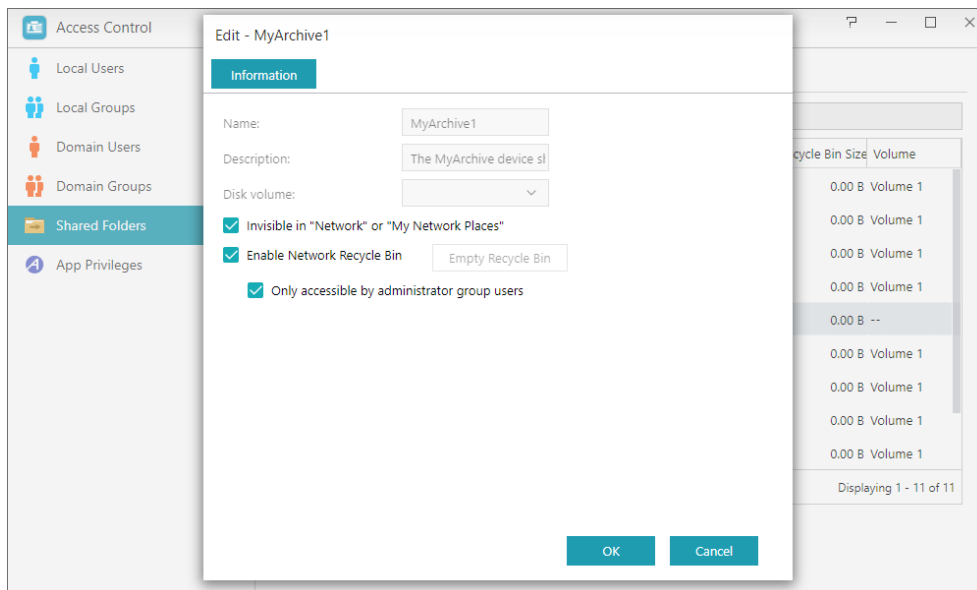 Access Control
Local Users
Local Groups
Domain Users
Domain Groups
Shared Folders
App Privileges
Edit - MyArchive1
Information
Name: MyArchive1
Description: The MyArchive device
Disk volume:
Invisible in "Network" or "My Network Places"
Enable Network Recycle Bin Empty Recycle Bin
Only accessible by administrator group users
OK Cancel
Bin Size Volume
0.00 B Volume 1
0.00 B Volume 1
0.00 B Volume 1
0.00 B Volume 1
0.00 B --
0.00 B Volume 1
0.00 B Volume 1
0.00 B Volume 1
0.00 B Volume 1
Displaying 1 - 11 of 11